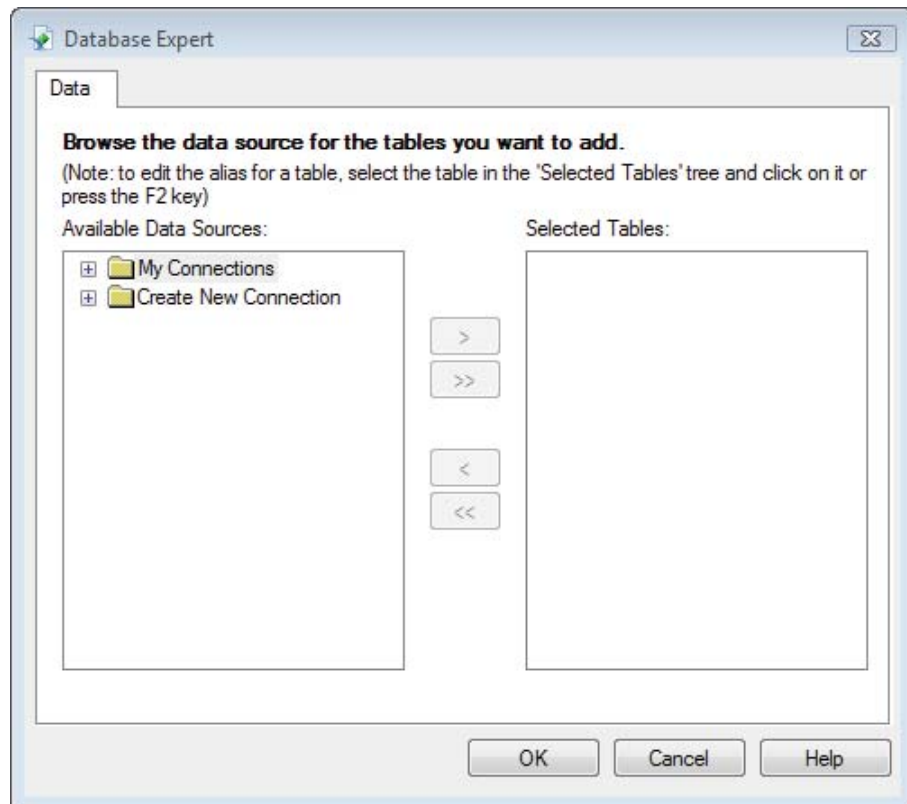 Database Expert
Data
Browse the data source for the tables you want to add.
(Note: to edit the alias for a table, select the table in the 'Selected Tables' tree and click on it or
press the F2 key)
Available Data Sources:
Selected Tables:
My Connections
Create New Connection
>
>>
<
<<
OK
Cancel
Help